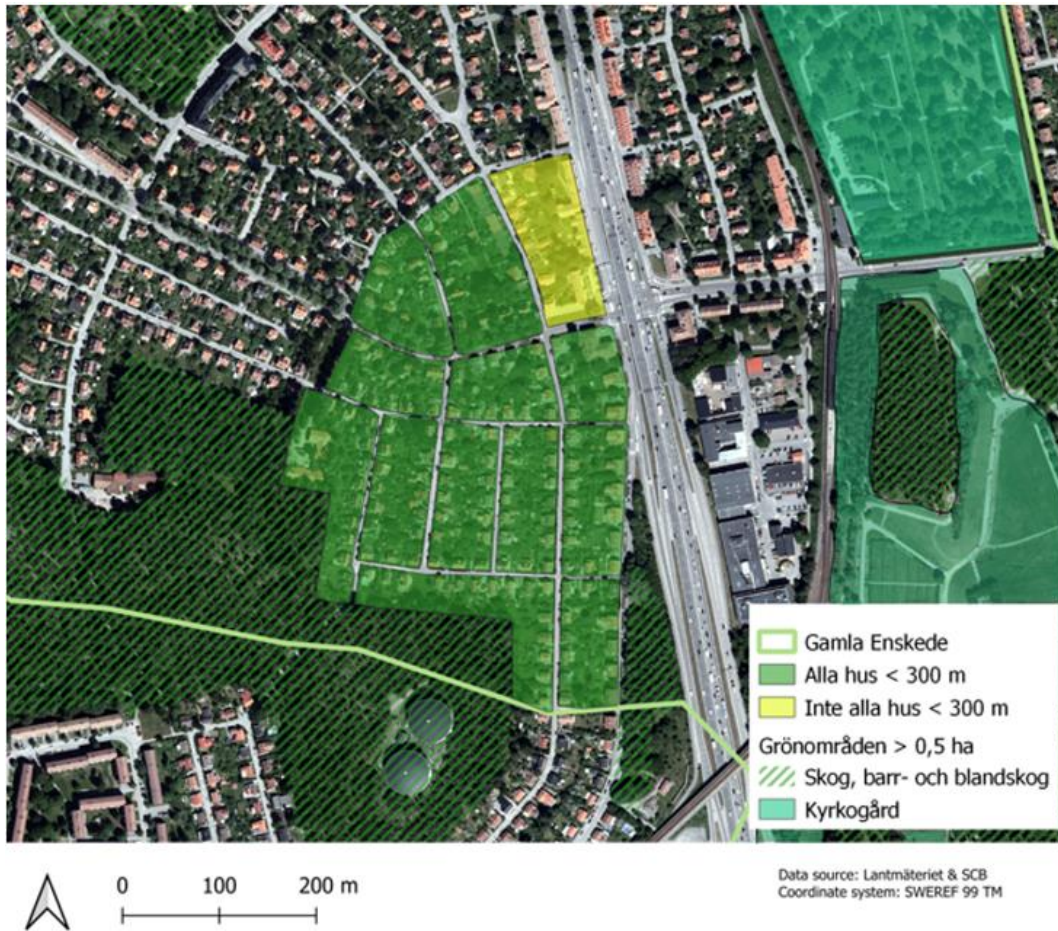 Gamla Enskede
Alla hus < 300 m
Inte alla hus < 300 m
Grönområden > 0,5 ha
Skog, barr- och blandskog
Kyrkogård
0 100 200 m
Data source: Lantmäteriet & SCB
Coordinate system: SWEREF 99 TM